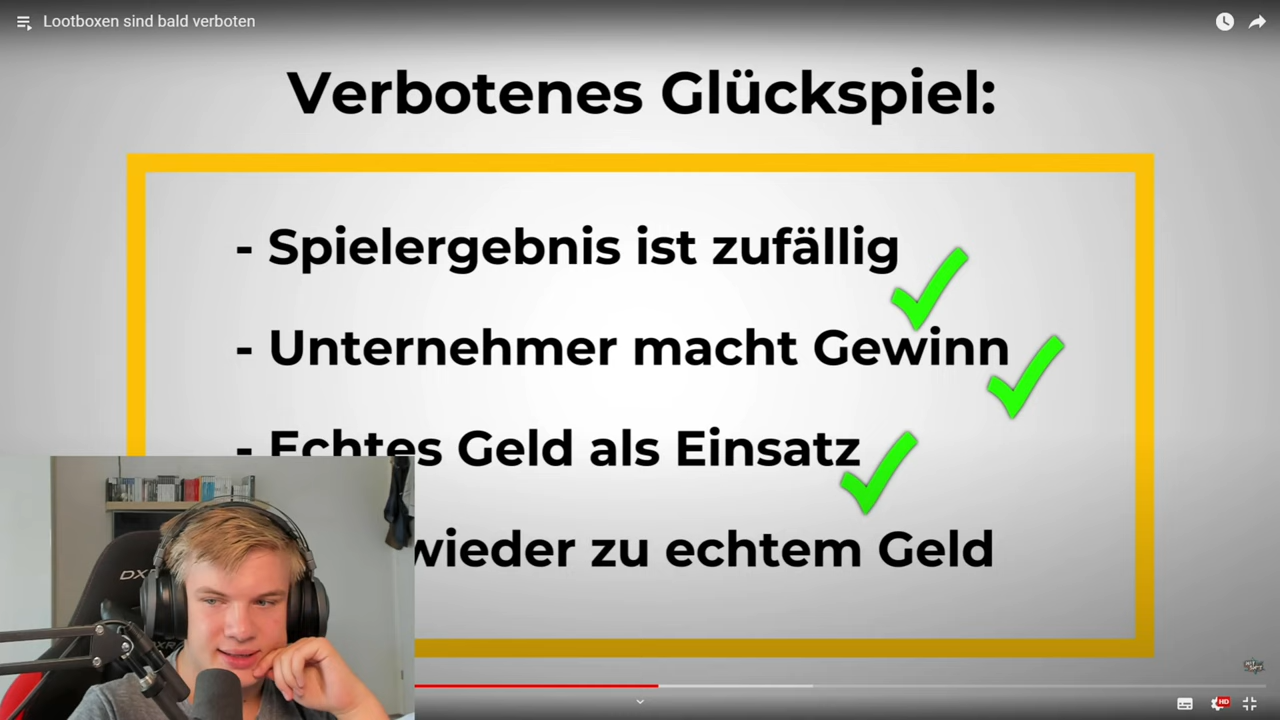 Lootboxen sind bald verboten
Verbotenes Glückspiel:
- Spielergebnis ist zufällig
- Unternehmer macht Gewinn
- Echtes Geld als Einsatz
wieder zu echtem Geld
HD